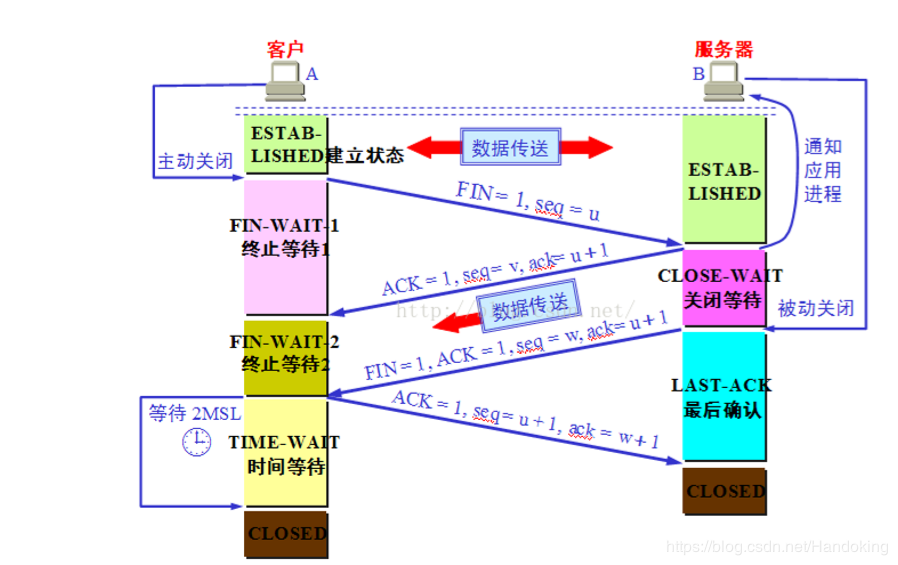 客户
服务器
A
B
ESTAB-
LISHED建立状态
数据传送
主动关闭
ESTAB-
LISHED
通知
应用
进程
FIN = 1, seq = u
FIN-WAIT-1
终止等待1
ACK = 1, seq = v, ack = u + 1
CLOSE-WAIT
关闭等待
被动关闭
数据传送
FIN-WAIT-2
终止等待2
FIN = 1, ACK = 1, seq = w, ack = u + 1
LAST-ACK
最后确认
等待 2MSL
ACK = 1, seq = u + 1, ack = w + 1
TIME-WAIT
时间等待
CLOSED
CLOSED
https://blog.csdn.net/Handoking